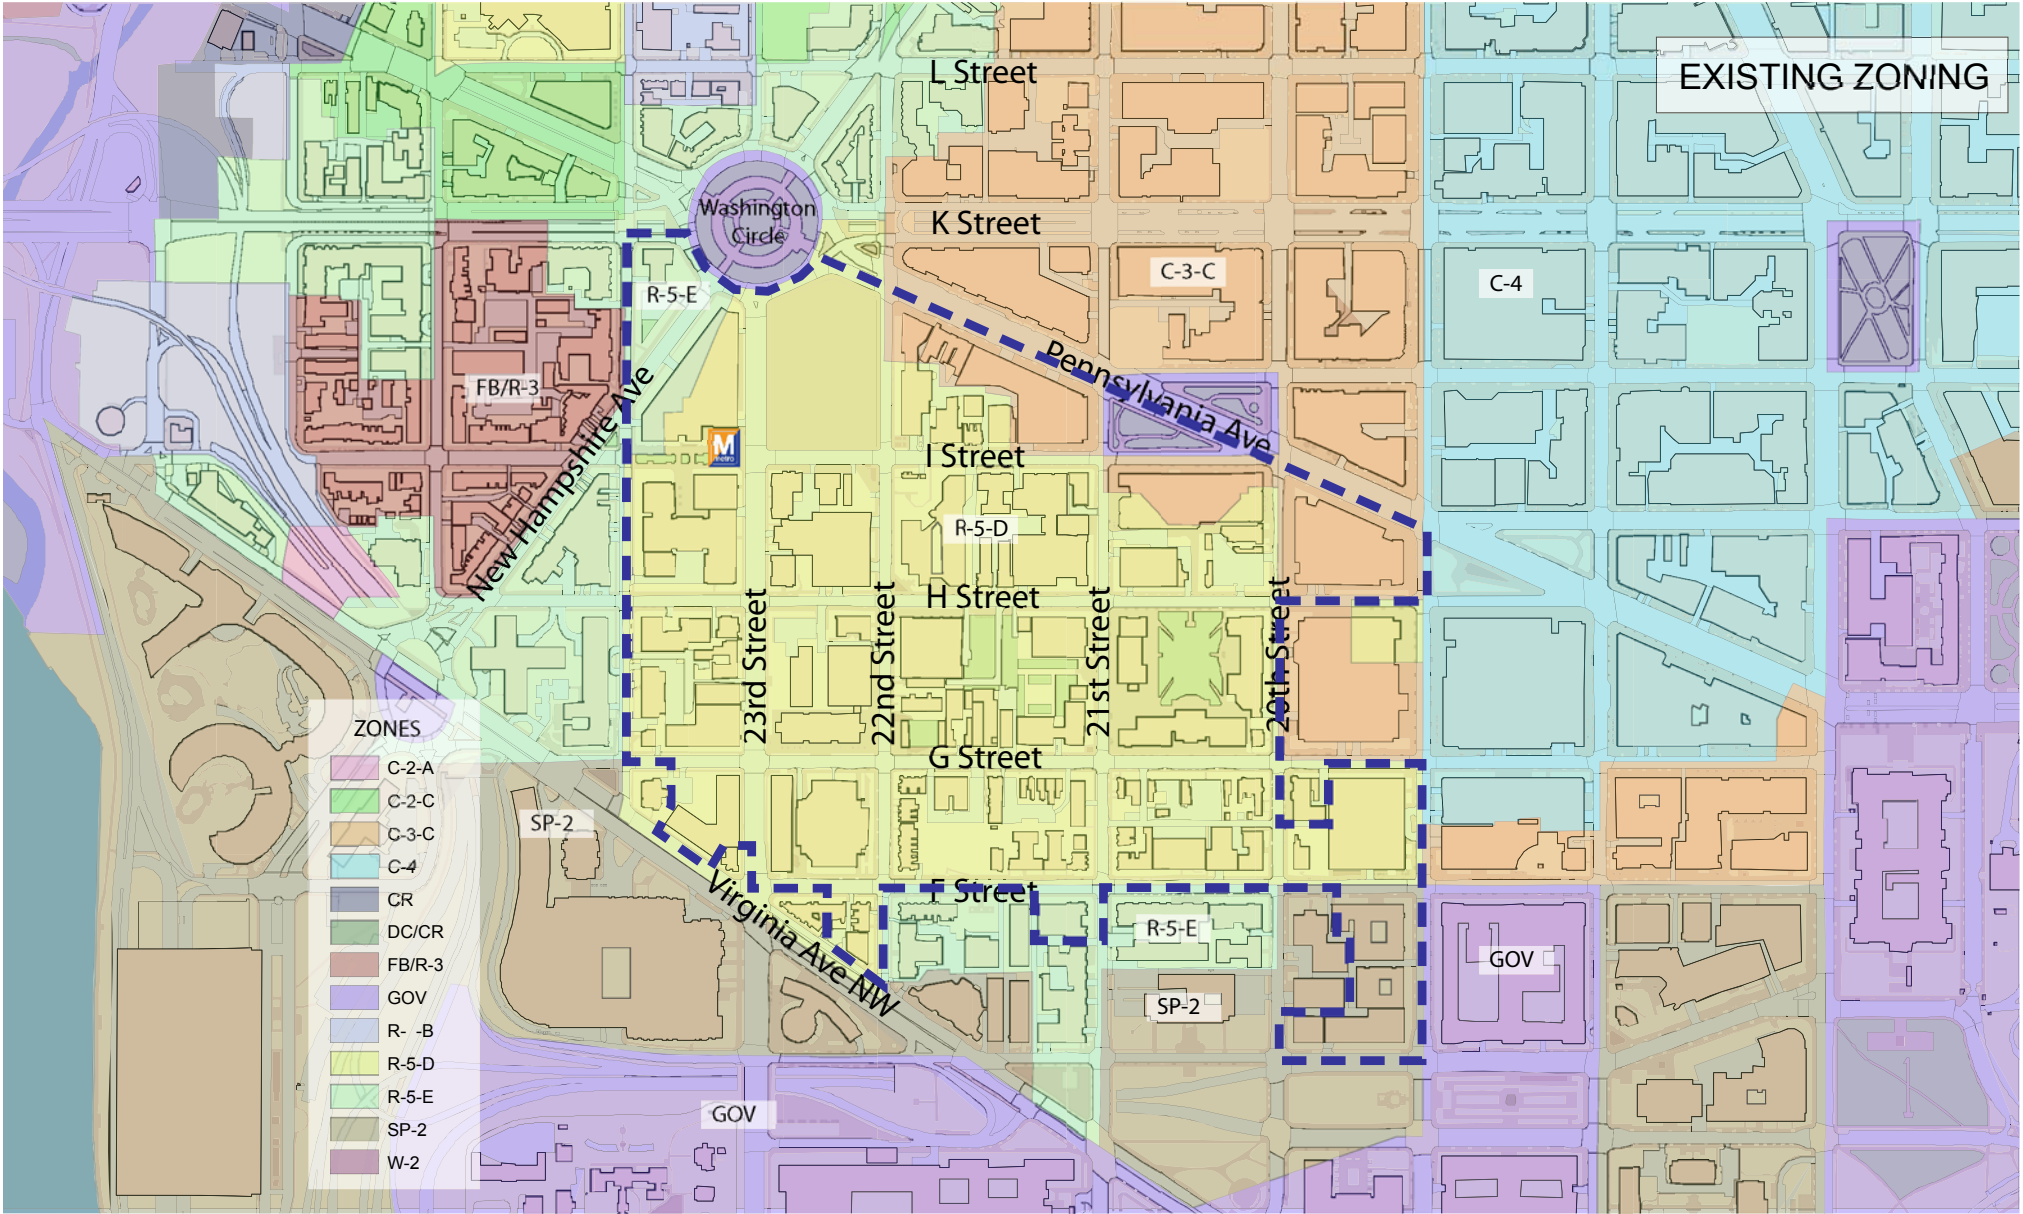 L Street
EXISTING ZONING
Washington
Circle
K Street
C-3-C
C-4
R-5-E
Pennsylvania Ave
FB/R-3
New Hampshire Ave
M
metro
I Street
R-5-D
H Street
23rd Street
22nd Street
21st Street
20th Street
G Street
ZONES
C-2-A
C-2-C
C-3-C
C-4
CR
DC/CR
FB/R-3
GOV
R- -B
R-5-D
R-5-E
SP-2
W-2
SP-2
Virginia Ave NW
F Street
R-5-E
GOV
SP-2
GOV